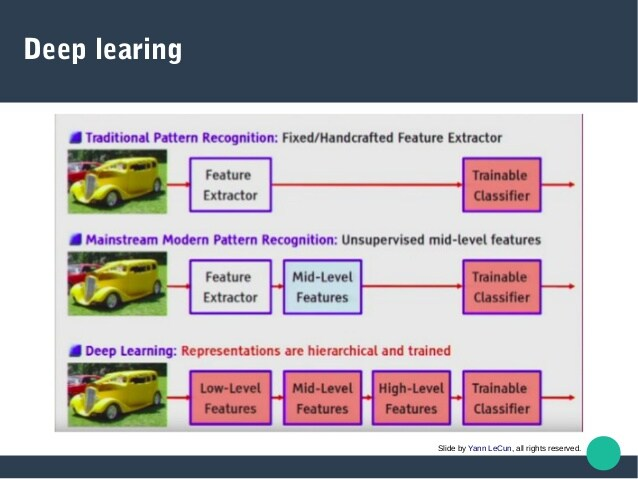 Deep learing
Traditional Pattern Recognition: Fixed/Handcrafted Feature Extractor
Feature
Extractor
Trainable
Classifier
Mainstream Modern Pattern Recognition: Unsupervised mid-level features
Feature
Extractor
Mid-Level
Features
Trainable
Classifier
Deep Learning: Representations are hierarchical and trained
Low-Level
Features
Mid-Level
Features
High-Level
Features
Trainable
Classifier
Slide by Yann LeCun, all rights reserved.